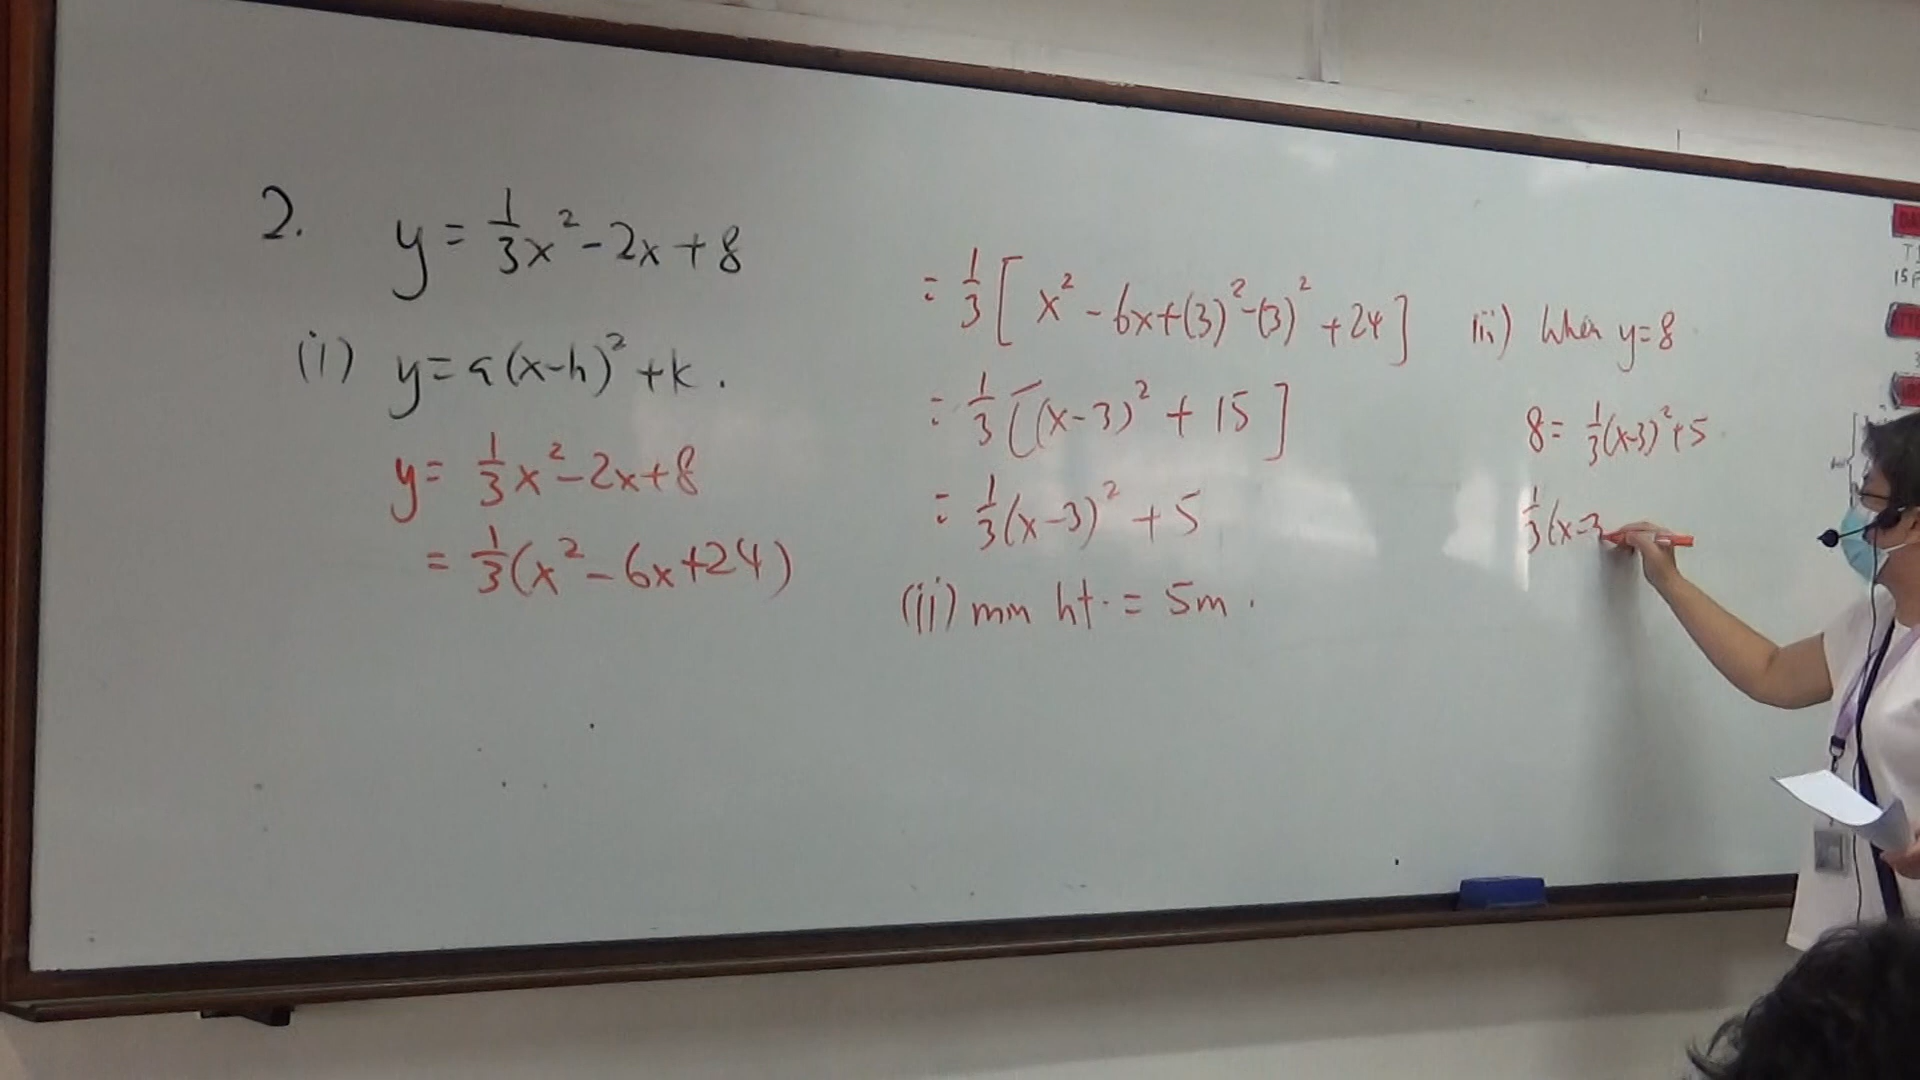 2. y = 1/3x² - 2x + 8
(i) y = a(x-h)² + k.
y = 1/3x² - 2x + 8
= 1/3(x² - 6x + 24)
= 1/3[x² - 6x + (3)² - (3)² + 24]
= 1/3[(x-3)² + 15]
= 1/3(x-3)² + 5
(ii) min ht. = 5m.
iii) When y = 8
8 = 1/3(x-3)² + 5
1/3(x-3